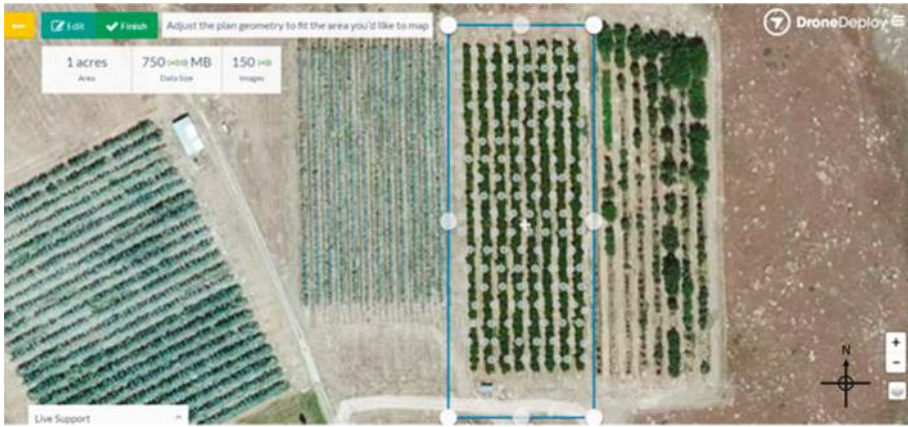 Edit Finish Adjust the plan geometry to fit the area you'd like to map
DroneDeploy
1 acres 750 MB 150
Area Data Size Images
N
+
−
Live Support